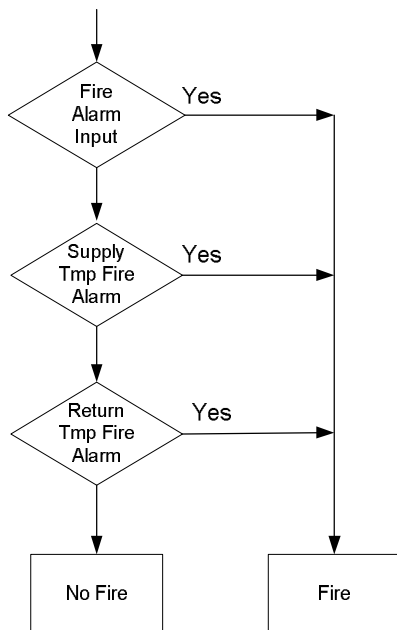 Fire
Alarm
Input
Yes
Supply
Tmp Fire
Alarm
Yes
Return
Tmp Fire
Alarm
Yes
No Fire
Fire